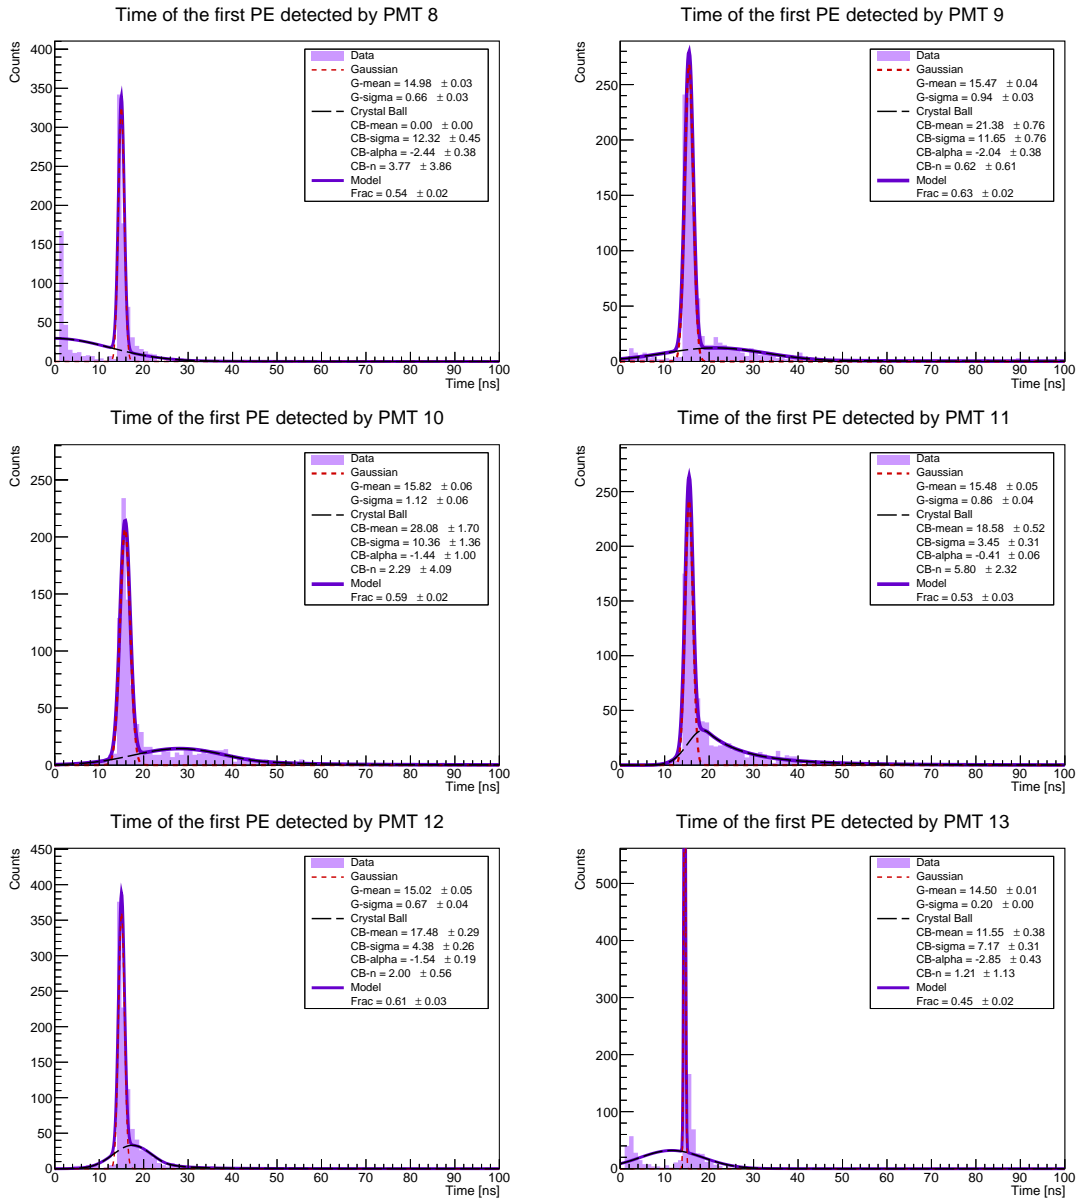 Time of the first PE detected by PMT 8
Counts
400
350
300
250
200
150
100
50
0
0 10 20 30 40 50 60 70 80 90 100
Time [ns]
Data
Gaussian
G-mean = 14.98 ± 0.03
G-sigma = 0.66 ± 0.03
Crystal Ball
CB-mean = 0.00 ± 0.00
CB-sigma = 12.32 ± 0.45
CB-alpha = -2.44 ± 0.38
CB-n = 3.77 ± 3.86
Model
Frac = 0.54 ± 0.02
Time of the first PE detected by PMT 9
Counts
250
200
150
100
50
0
0 10 20 30 40 50 60 70 80 90 100
Time [ns]
Data
Gaussian
G-mean = 15.47 ± 0.04
G-sigma = 0.94 ± 0.03
Crystal Ball
CB-mean = 21.38 ± 0.76
CB-sigma = 11.65 ± 0.76
CB-alpha = -2.04 ± 0.38
CB-n = 0.62 ± 0.61
Model
Frac = 0.63 ± 0.02
Time of the first PE detected by PMT 10
Counts
250
200
150
100
50
0
0 10 20 30 40 50 60 70 80 90 100
Time [ns]
Data
Gaussian
G-mean = 15.82 ± 0.06
G-sigma = 1.12 ± 0.06
Crystal Ball
CB-mean = 28.08 ± 1.70
CB-sigma = 10.36 ± 1.36
CB-alpha = -1.44 ± 1.00
CB-n = 2.29 ± 4.09
Model
Frac = 0.59 ± 0.02
Time of the first PE detected by PMT 11
Counts
250
200
150
100
50
0
0 10 20 30 40 50 60 70 80 90 100
Time [ns]
Data
Gaussian
G-mean = 15.48 ± 0.05
G-sigma = 0.86 ± 0.04
Crystal Ball
CB-mean = 18.58 ± 0.52
CB-sigma = 3.45 ± 0.31
CB-alpha = -0.41 ± 0.06
CB-n = 5.80 ± 2.32
Model
Frac = 0.53 ± 0.03
Time of the first PE detected by PMT 12
Counts
450
400
350
300
250
200
150
100
50
0
0 10 20 30 40 50 60 70 80 90 100
Time [ns]
Data
Gaussian
G-mean = 15.02 ± 0.05
G-sigma = 0.67 ± 0.04
Crystal Ball
CB-mean = 17.48 ± 0.29
CB-sigma = 4.38 ± 0.26
CB-alpha = -1.54 ± 0.19
CB-n = 2.00 ± 0.56
Model
Frac = 0.61 ± 0.03
Time of the first PE detected by PMT 13
Counts
500
400
300
200
100
0
0 10 20 30 40 50 60 70 80 90 100
Time [ns]
Data
Gaussian
G-mean = 14.50 ± 0.01
G-sigma = 0.20 ± 0.00
Crystal Ball
CB-mean = 11.55 ± 0.38
CB-sigma = 7.17 ± 0.31
CB-alpha = -2.85 ± 0.43
CB-n = 1.21 ± 1.13
Model
Frac = 0.45 ± 0.02